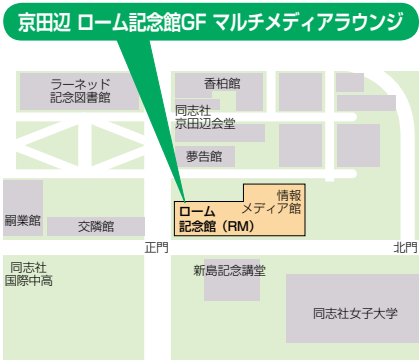 京田辺 ローム記念館GF マルチメディアラウンジ
ラーネッド
記念図書館
香柏館
同志社
京田辺会堂
夢告館
嗣業館
交隣館
ローム
記念館（RM）
情報
メディア館
正門
北門
同志社
国際中高
新島記念講堂
同志社女子大学